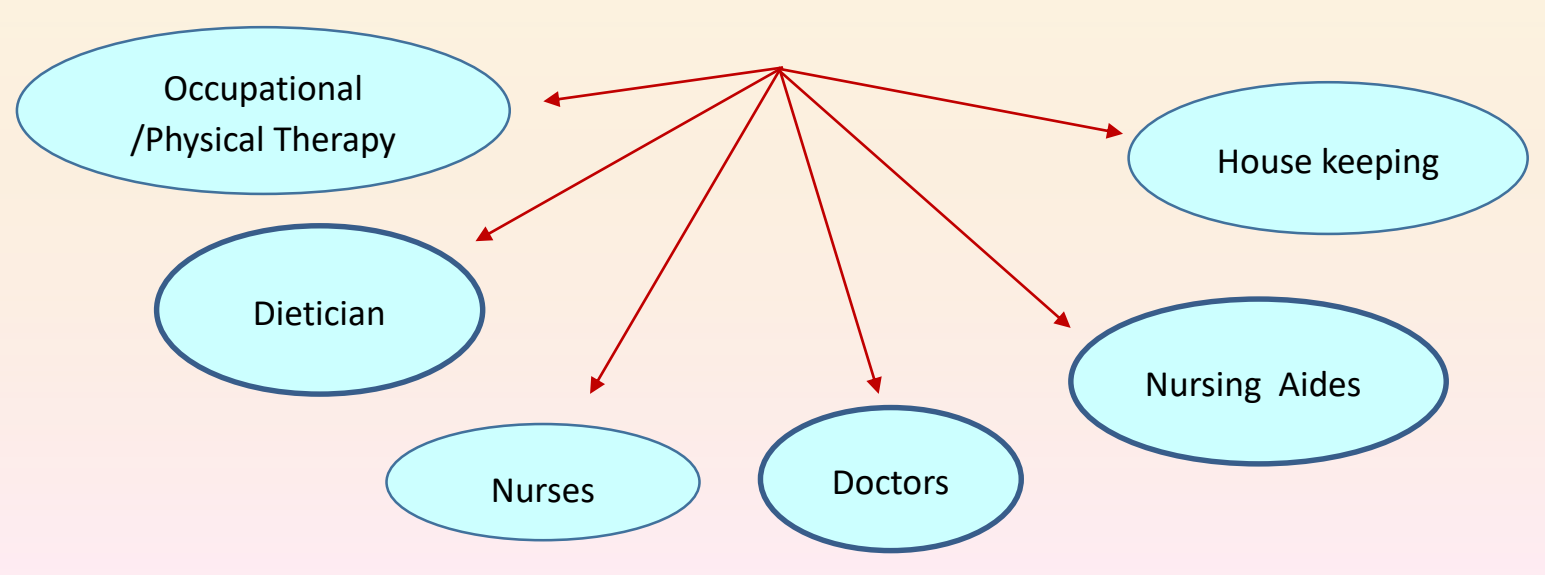 Occupational
/Physical Therapy
House keeping
Dietician
Nursing  Aides
Nurses
Doctors